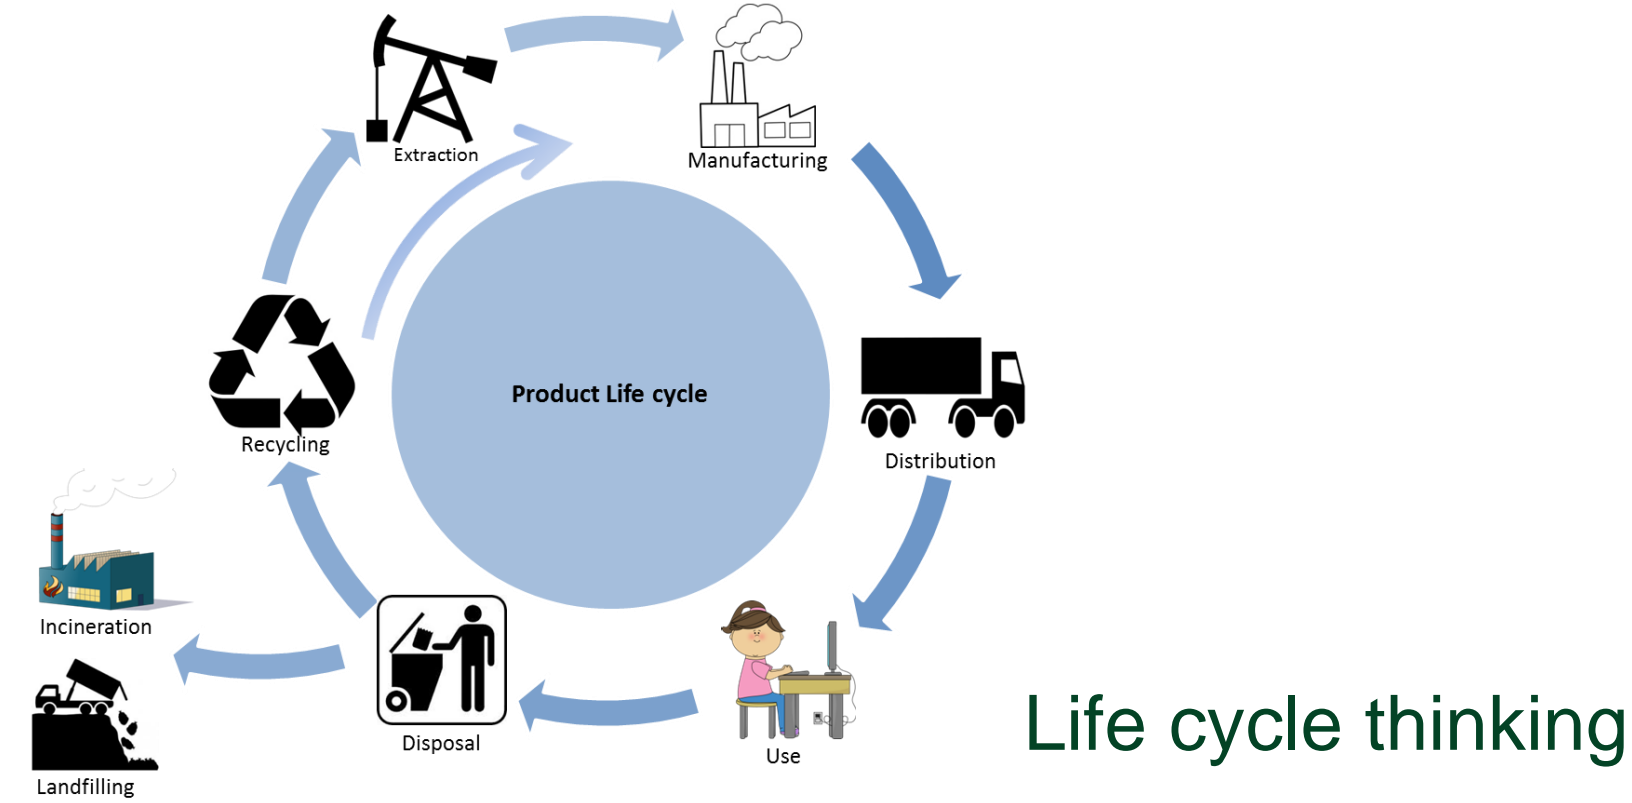 Extraction
Manufacturing
Product Life cycle
Recycling
Distribution
Incineration
Disposal
Use
Landfilling
Life cycle thinking